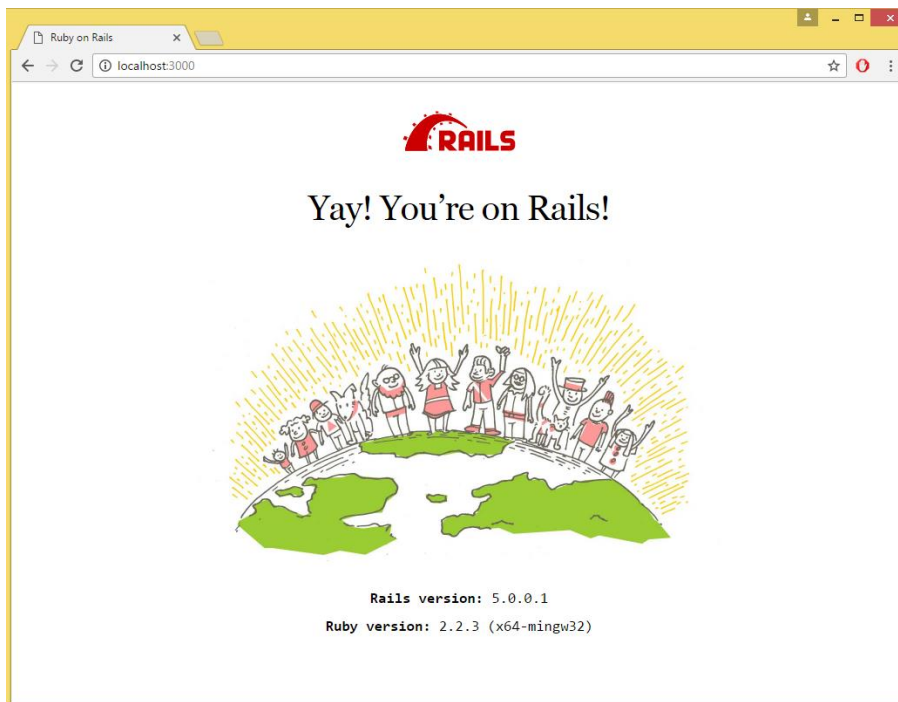 Ruby on Rails
localhost:3000
RAILS
Yay! You’re on Rails!
Rails version: 5.0.0.1
Ruby version: 2.2.3 (x64-mingw32)